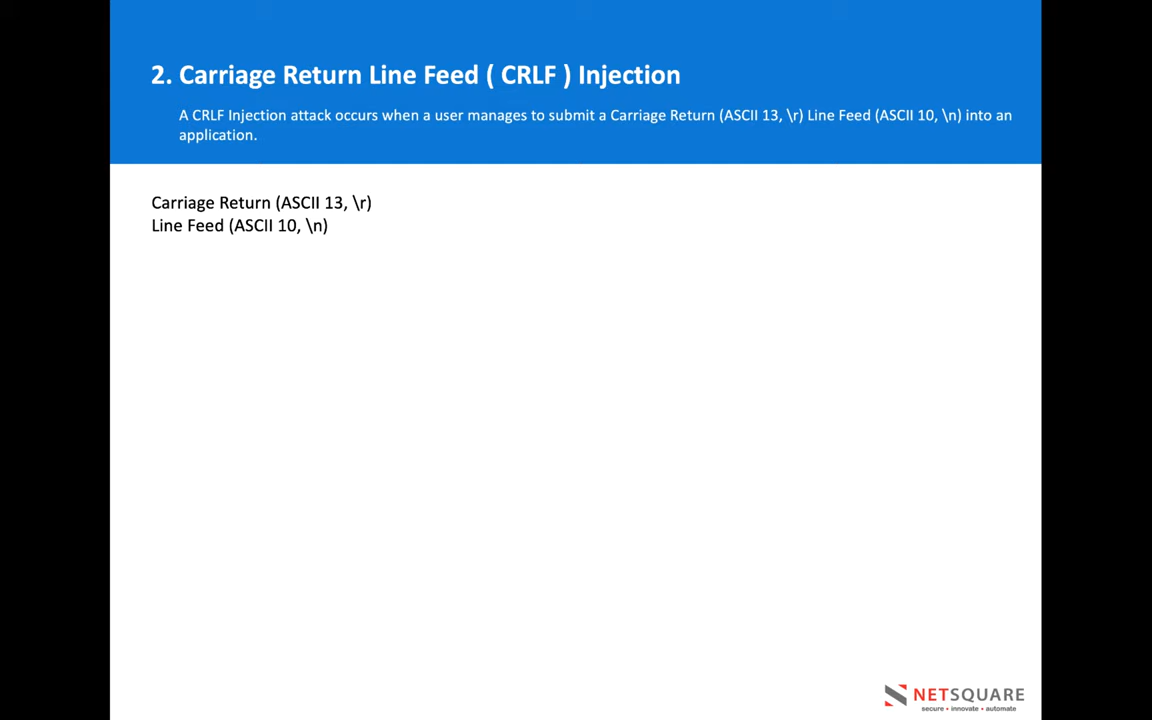 2. Carriage Return Line Feed ( CRLF ) Injection
A CRLF Injection attack occurs when a user manages to submit a Carriage Return (ASCII 13, \r) Line Feed (ASCII 10, \n) into an
application.
Carriage Return (ASCII 13, \r)
Line Feed (ASCII 10, \n)
NETSQUARE
secure • innovate • automate